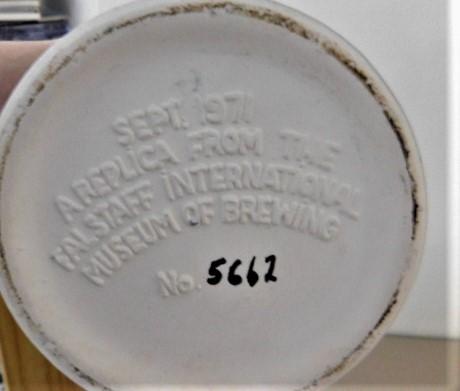 SEPT. 1971
A REPLICA FROM THE
FALSTAFF INTERNATIONAL
MUSEUM OF BREWING
No. 5662